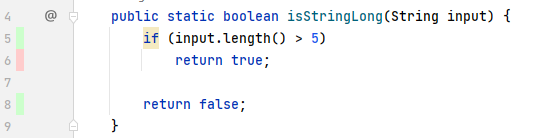 4 @ public static boolean isStringLong(String input) {
5 if (input.length() > 5)
6 return true;
7
8 return false;
9 }